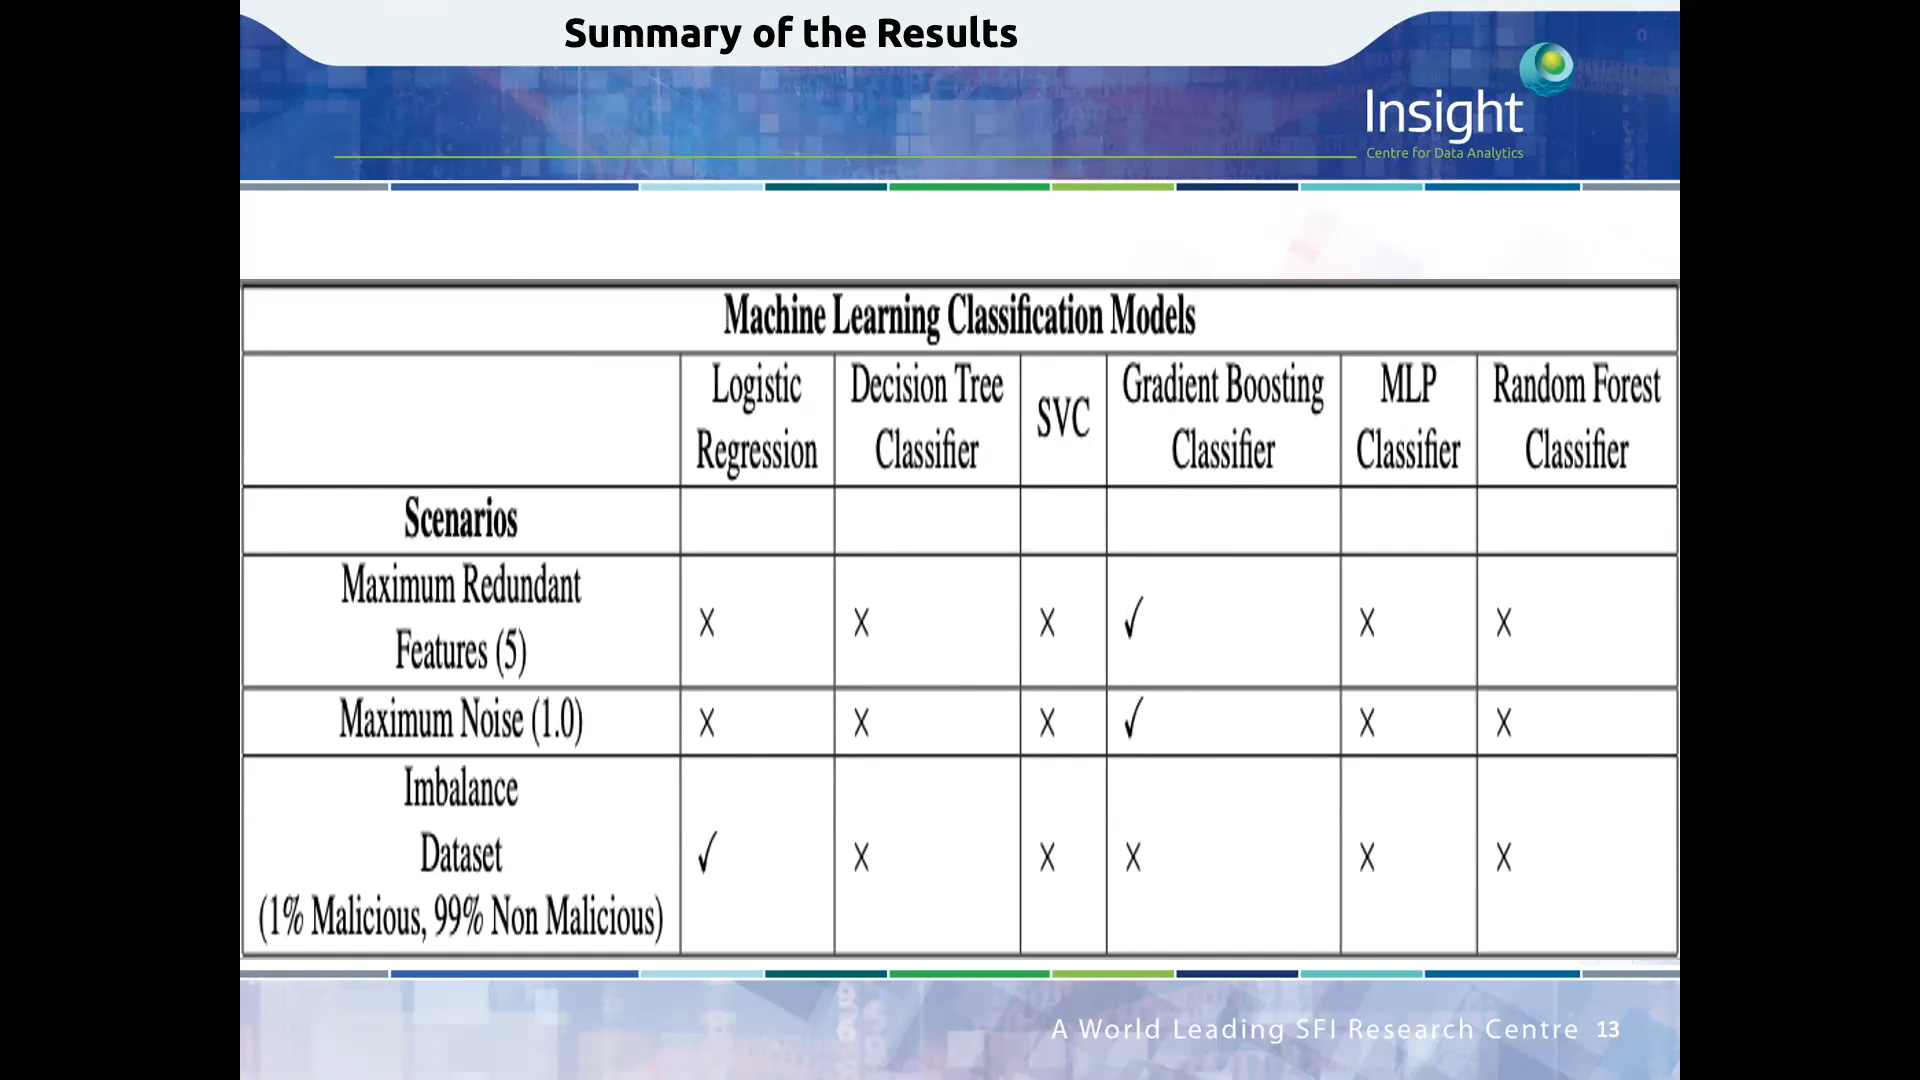 Summary of the Results
Insight
Centre for Data Analytics
Machine Learning Classification Models
Logistic Regression
Decision Tree Classifier
SVC
Gradient Boosting Classifier
MLP Classifier
Random Forest Classifier
Scenarios
Maximum Redundant
Features (5)
X X X ✓ X X
Maximum Noise (1.0)
X X X ✓ X X
Imbalance
Dataset
(1% Malicious, 99% Non Malicious)
✓ X X X X X
A World Leading SFI Research Centre 13